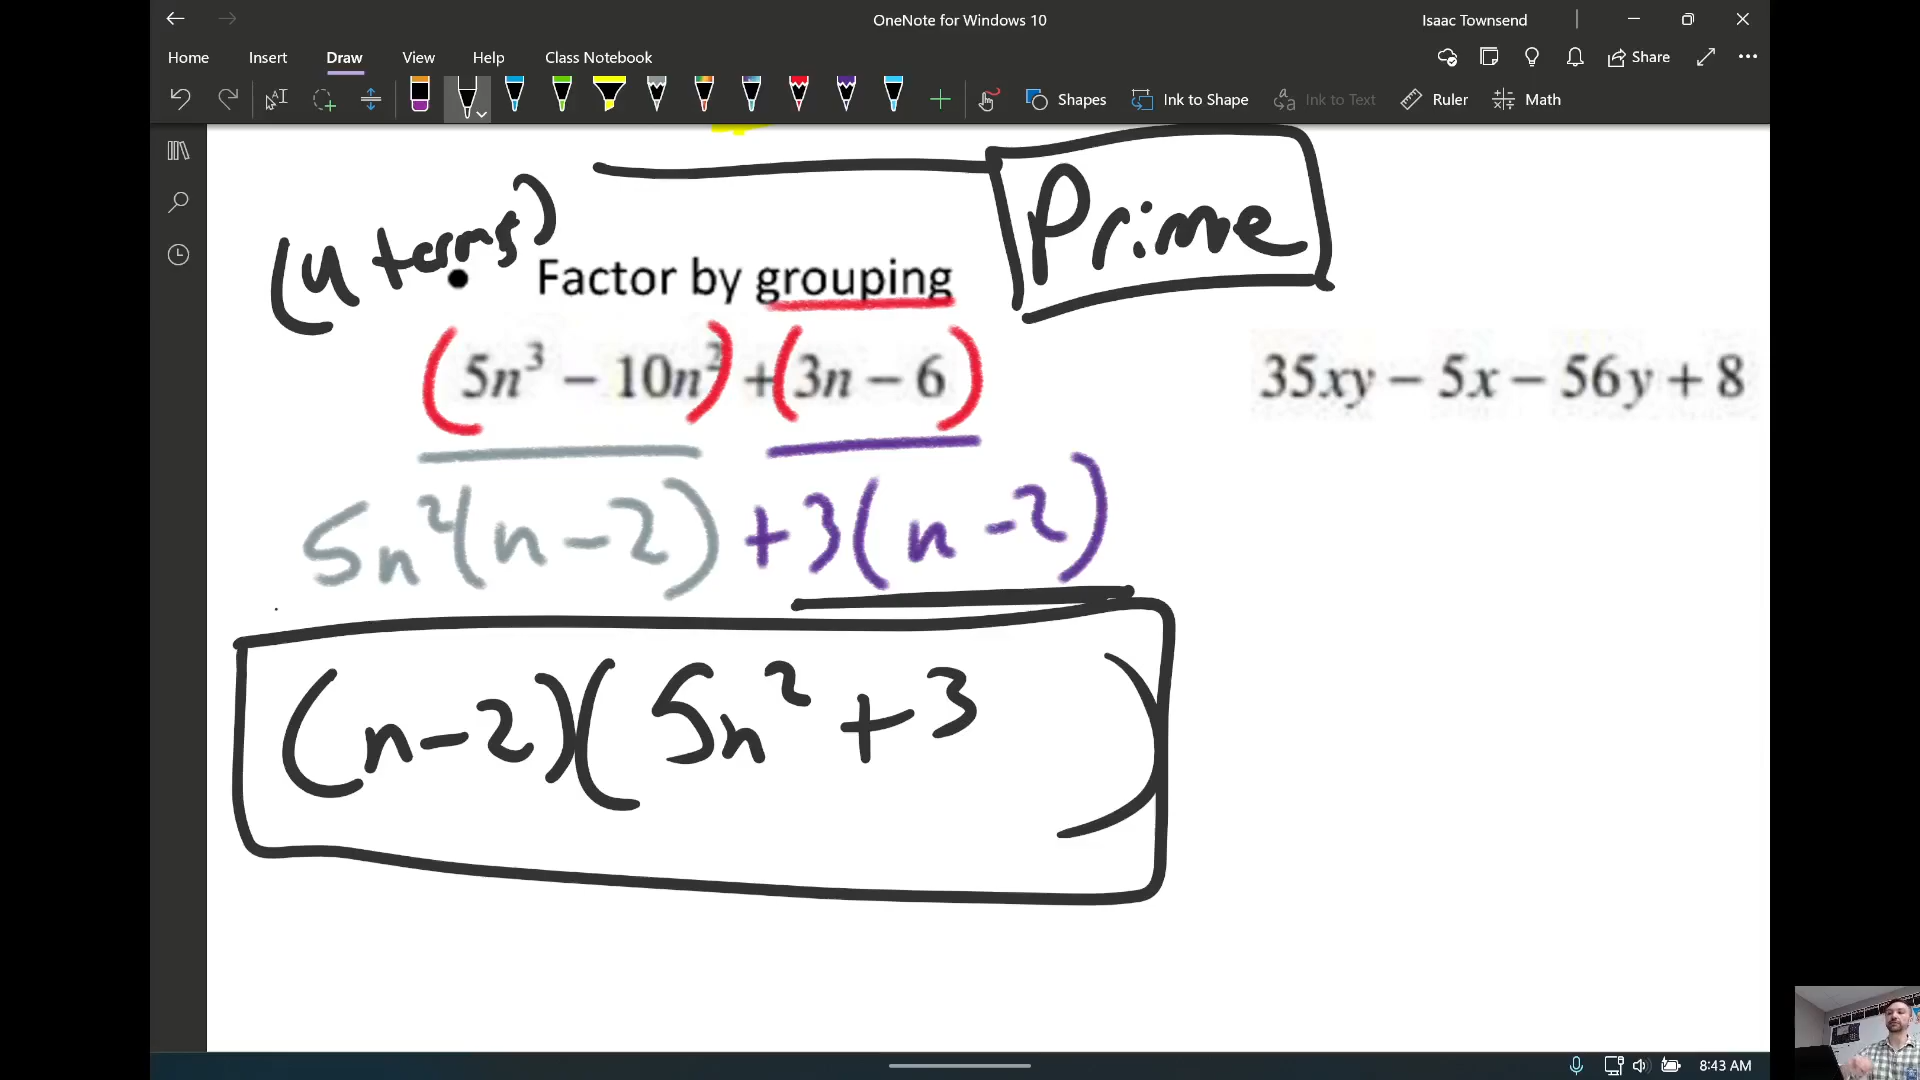 OneNote for Windows 10
Isaac Townsend
Home Insert Draw View Help Class Notebook
Share
Shapes Ink to Shape Ink to Text Ruler Math
Prime
(4 terms)
• Factor by grouping
(5n³ − 10n²) + (3n − 6)
35xy − 5x − 56y + 8
5n²(n − 2) + 3(n − 2)
(n − 2)(5n² + 3)
8:43 AM